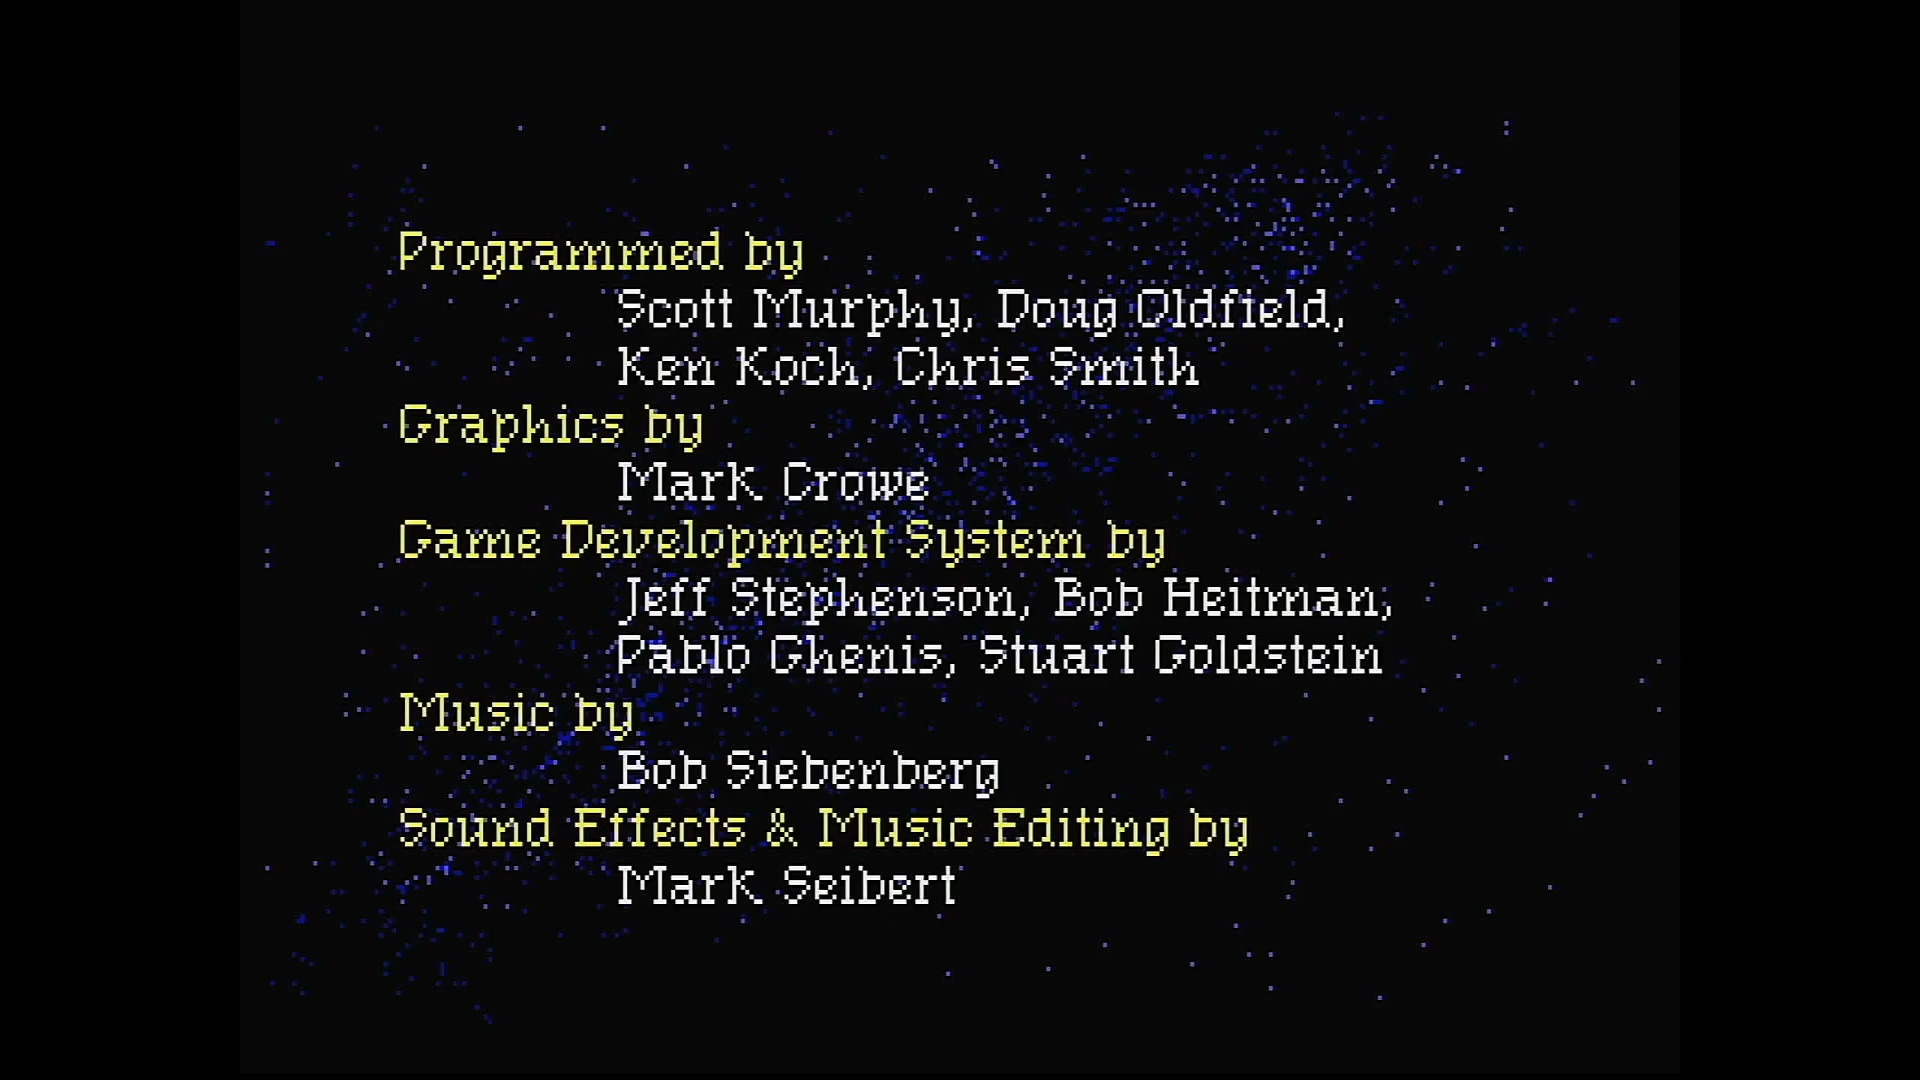 Programmed by
Scott Murphy, Doug Oldfield,
Ken Koch, Chris Smith
Graphics by
Mark Crowe
Game Development System by
Jeff Stephenson, Bob Heitman,
Pablo Ghenis, Stuart Goldstein
Music by
Bob Siebenberg
Sound Effects & Music Editing by
Mark Seibert